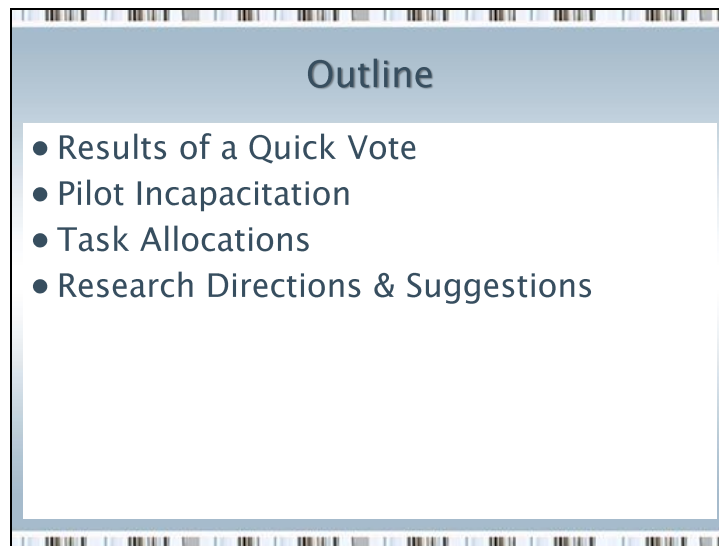 Outline
● Results of a Quick Vote
● Pilot Incapacitation
● Task Allocations
● Research Directions & Suggestions